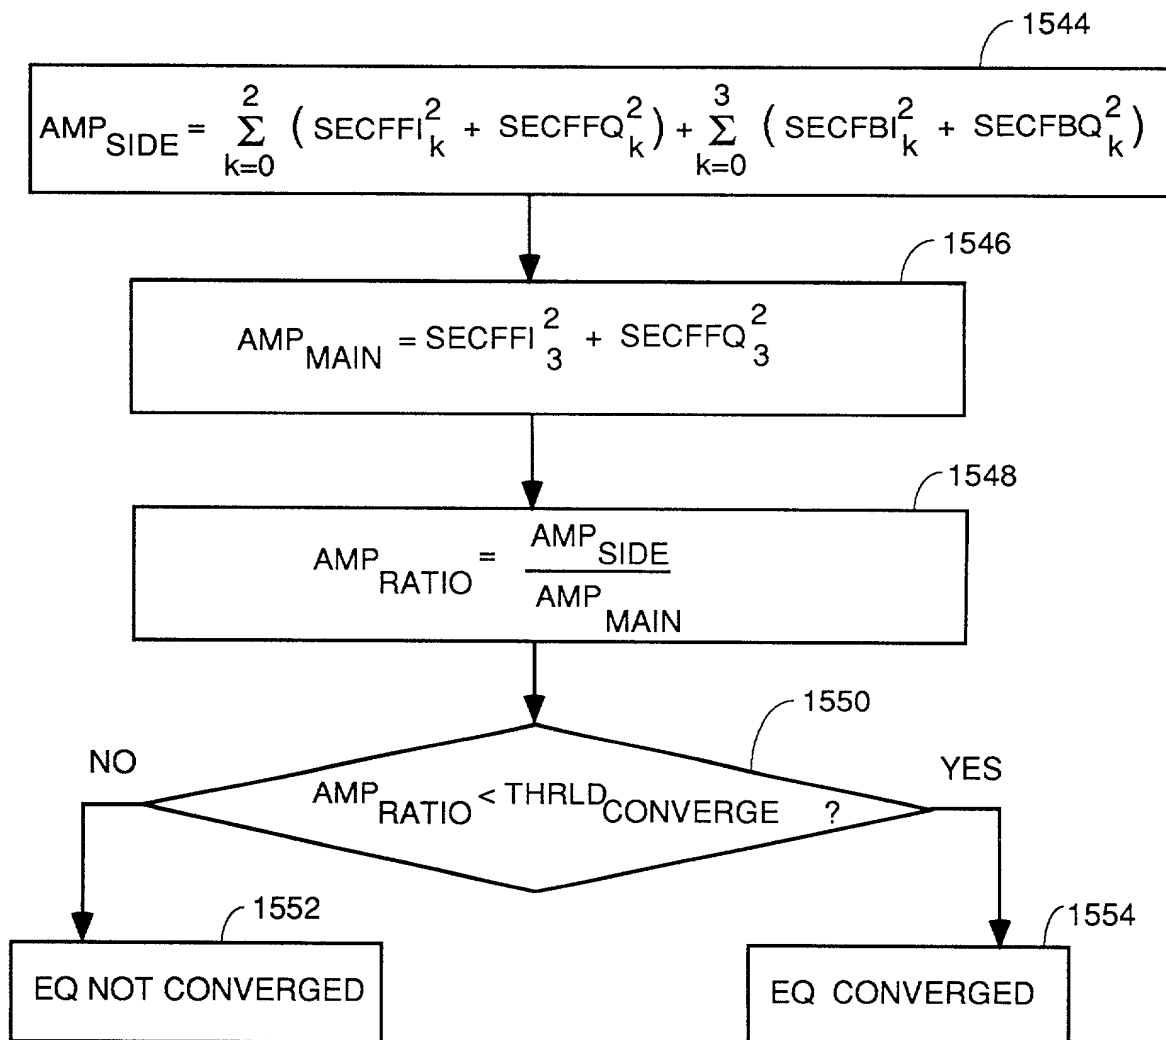 1544
AMP_SIDE = Σ_{k=0}^{2} ( SECFFI_k^2 + SECFFQ_k^2 ) + Σ_{k=0}^{3} ( SECFBI_k^2 + SECFBQ_k^2 )
1546
AMP_MAIN = SECFFI_3^2 + SECFFQ_3^2
1548
AMP_RATIO = AMP_SIDE / AMP_MAIN
1550
NO
YES
AMP_RATIO < THRLD_CONVERGE ?
1552
1554
EQ NOT CONVERGED
EQ CONVERGED